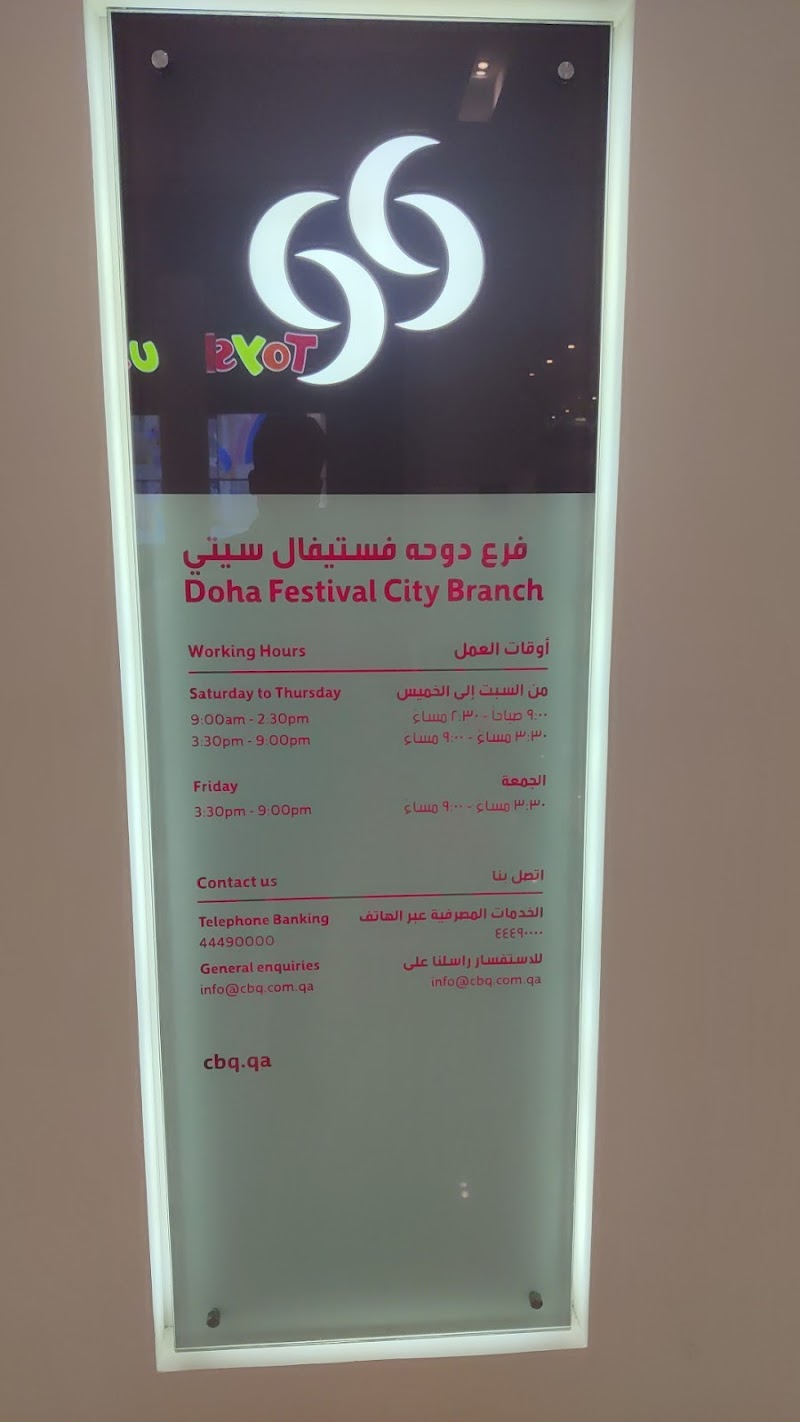 Toys
فرع دوحه فستيفال سيتي
Doha Festival City Branch
Working Hours
أوقات العمل
Saturday to Thursday
من السبت إلى الخميس
9:00am - 2:30pm
٩:٠٠ صباحاً - ٢:٣٠ مساءً
3:30pm - 9:00pm
٣:٣٠ مساءً - ٩:٠٠ مساءً
Friday
الجمعة
3:30pm - 9:00pm
٣:٣٠ مساءً - ٩:٠٠ مساءً
Contact us
اتصل بنا
Telephone Banking
الخدمات المصرفية عبر الهاتف
44490000
٤٤٤٩٠٠٠٠
General enquiries
للاستفسار راسلنا على
info@cbq.com.qa
info@cbq.com.qa
cbq.qa